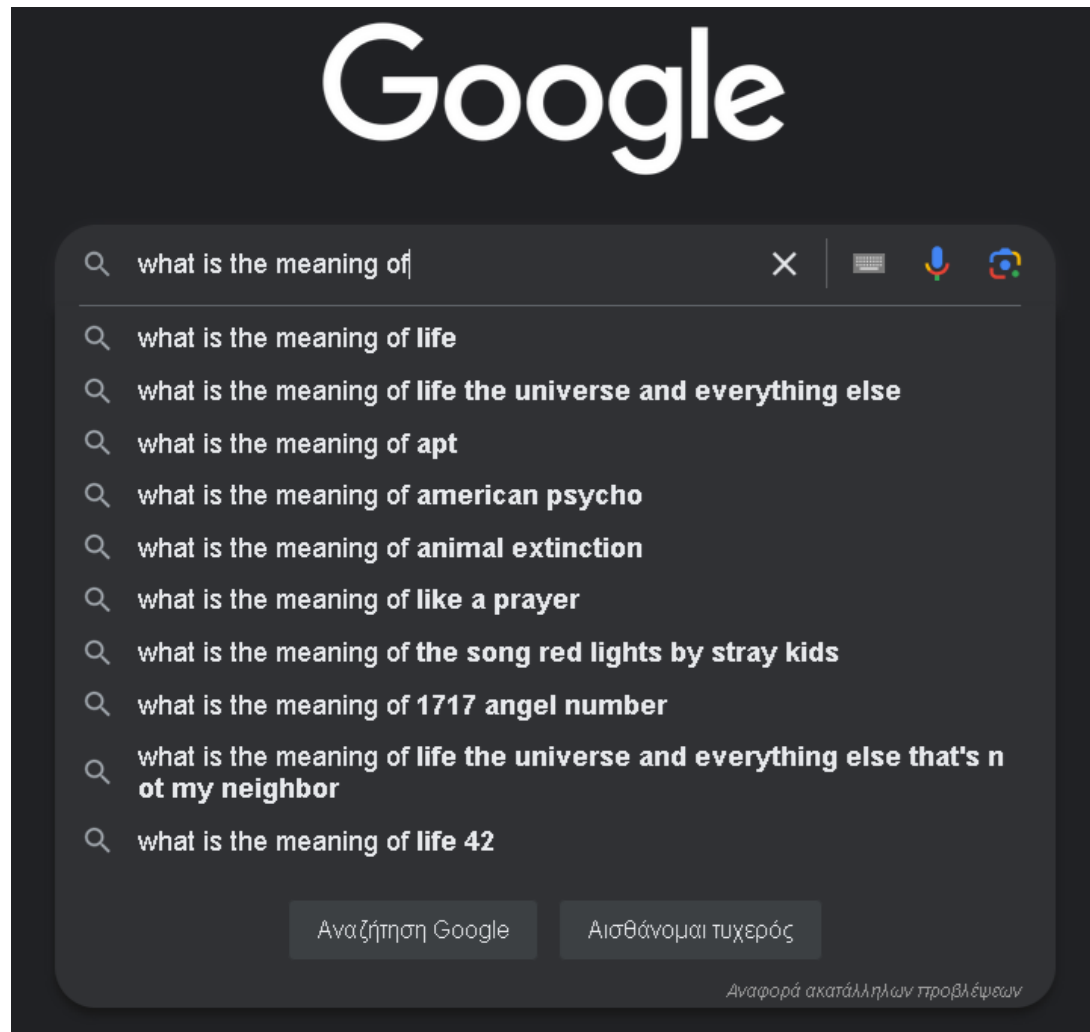 Google
what is the meaning of
what is the meaning of life
what is the meaning of life the universe and everything else
what is the meaning of apt
what is the meaning of american psycho
what is the meaning of animal extinction
what is the meaning of like a prayer
what is the meaning of the song red lights by stray kids
what is the meaning of 1717 angel number
what is the meaning of life the universe and everything else that's n
ot my neighbor
what is the meaning of life 42
Αναζήτηση Google
Αισθάνομαι τυχερός
Αναφορά ακατάλληλων προβλέψεων